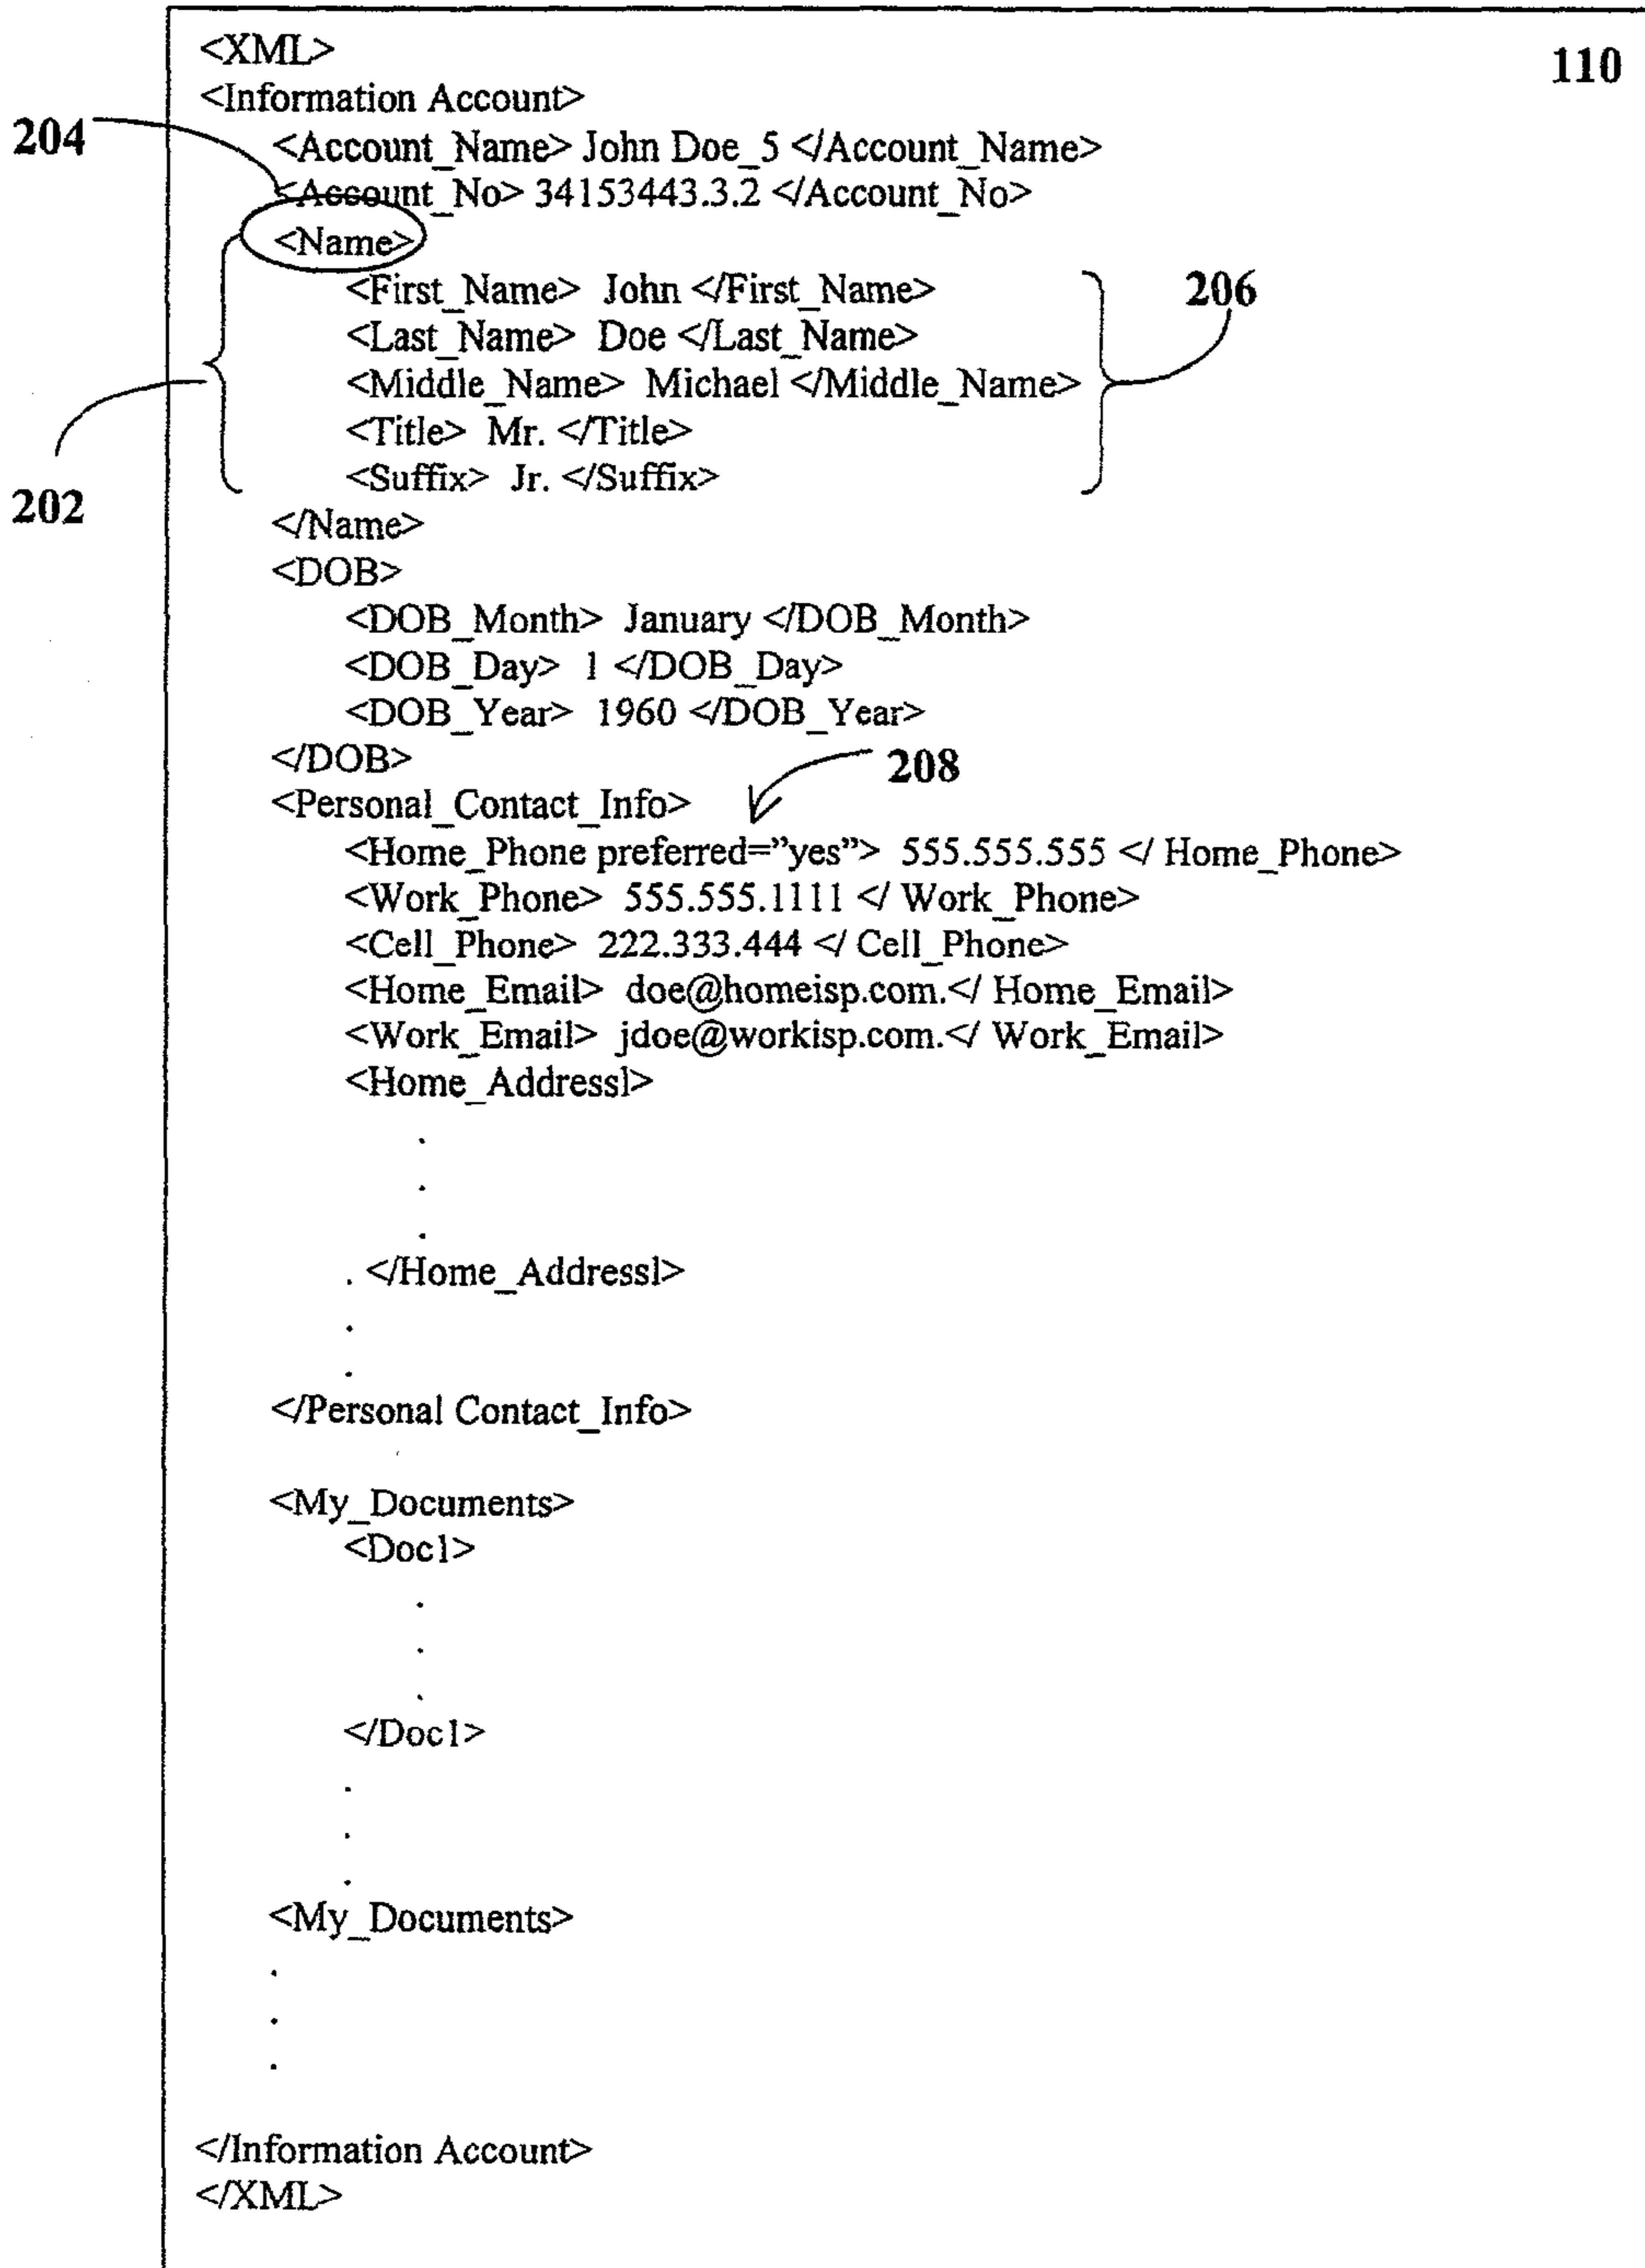 110
<XML>
<Information Account>
204
<Account_Name> John Doe_5 </Account_Name>
<Account_No> 34153443.3.2 </Account_No>
<Name>
<First_Name> John </First_Name>
206
<Last_Name> Doe </Last_Name>
<Middle_Name> Michael </Middle_Name>
<Title> Mr. </Title>
<Suffix> Jr. </Suffix>
202
</Name>
<DOB>
<DOB_Month> January </DOB_Month>
<DOB_Day> 1 </DOB_Day>
<DOB_Year> 1960 </DOB_Year>
</DOB>
208
<Personal_Contact_Info>
<Home_Phone preferred=”yes”> 555.555.555 </ Home_Phone>
<Work_Phone> 555.555.1111 </ Work_Phone>
<Cell_Phone> 222.333.444 </ Cell_Phone>
<Home_Email> doe@homeisp.com.</ Home_Email>
<Work_Email> jdoe@workisp.com.</ Work_Email>
<Home_Addressl>
.
.
.
. </Home_Addressl>
.
.
</Personal Contact_Info>
<My_Documents>
<Doc1>
.
.
.
</Doc1>
.
.
.
<My_Documents>
.
.
.
</Information Account>
</XML>